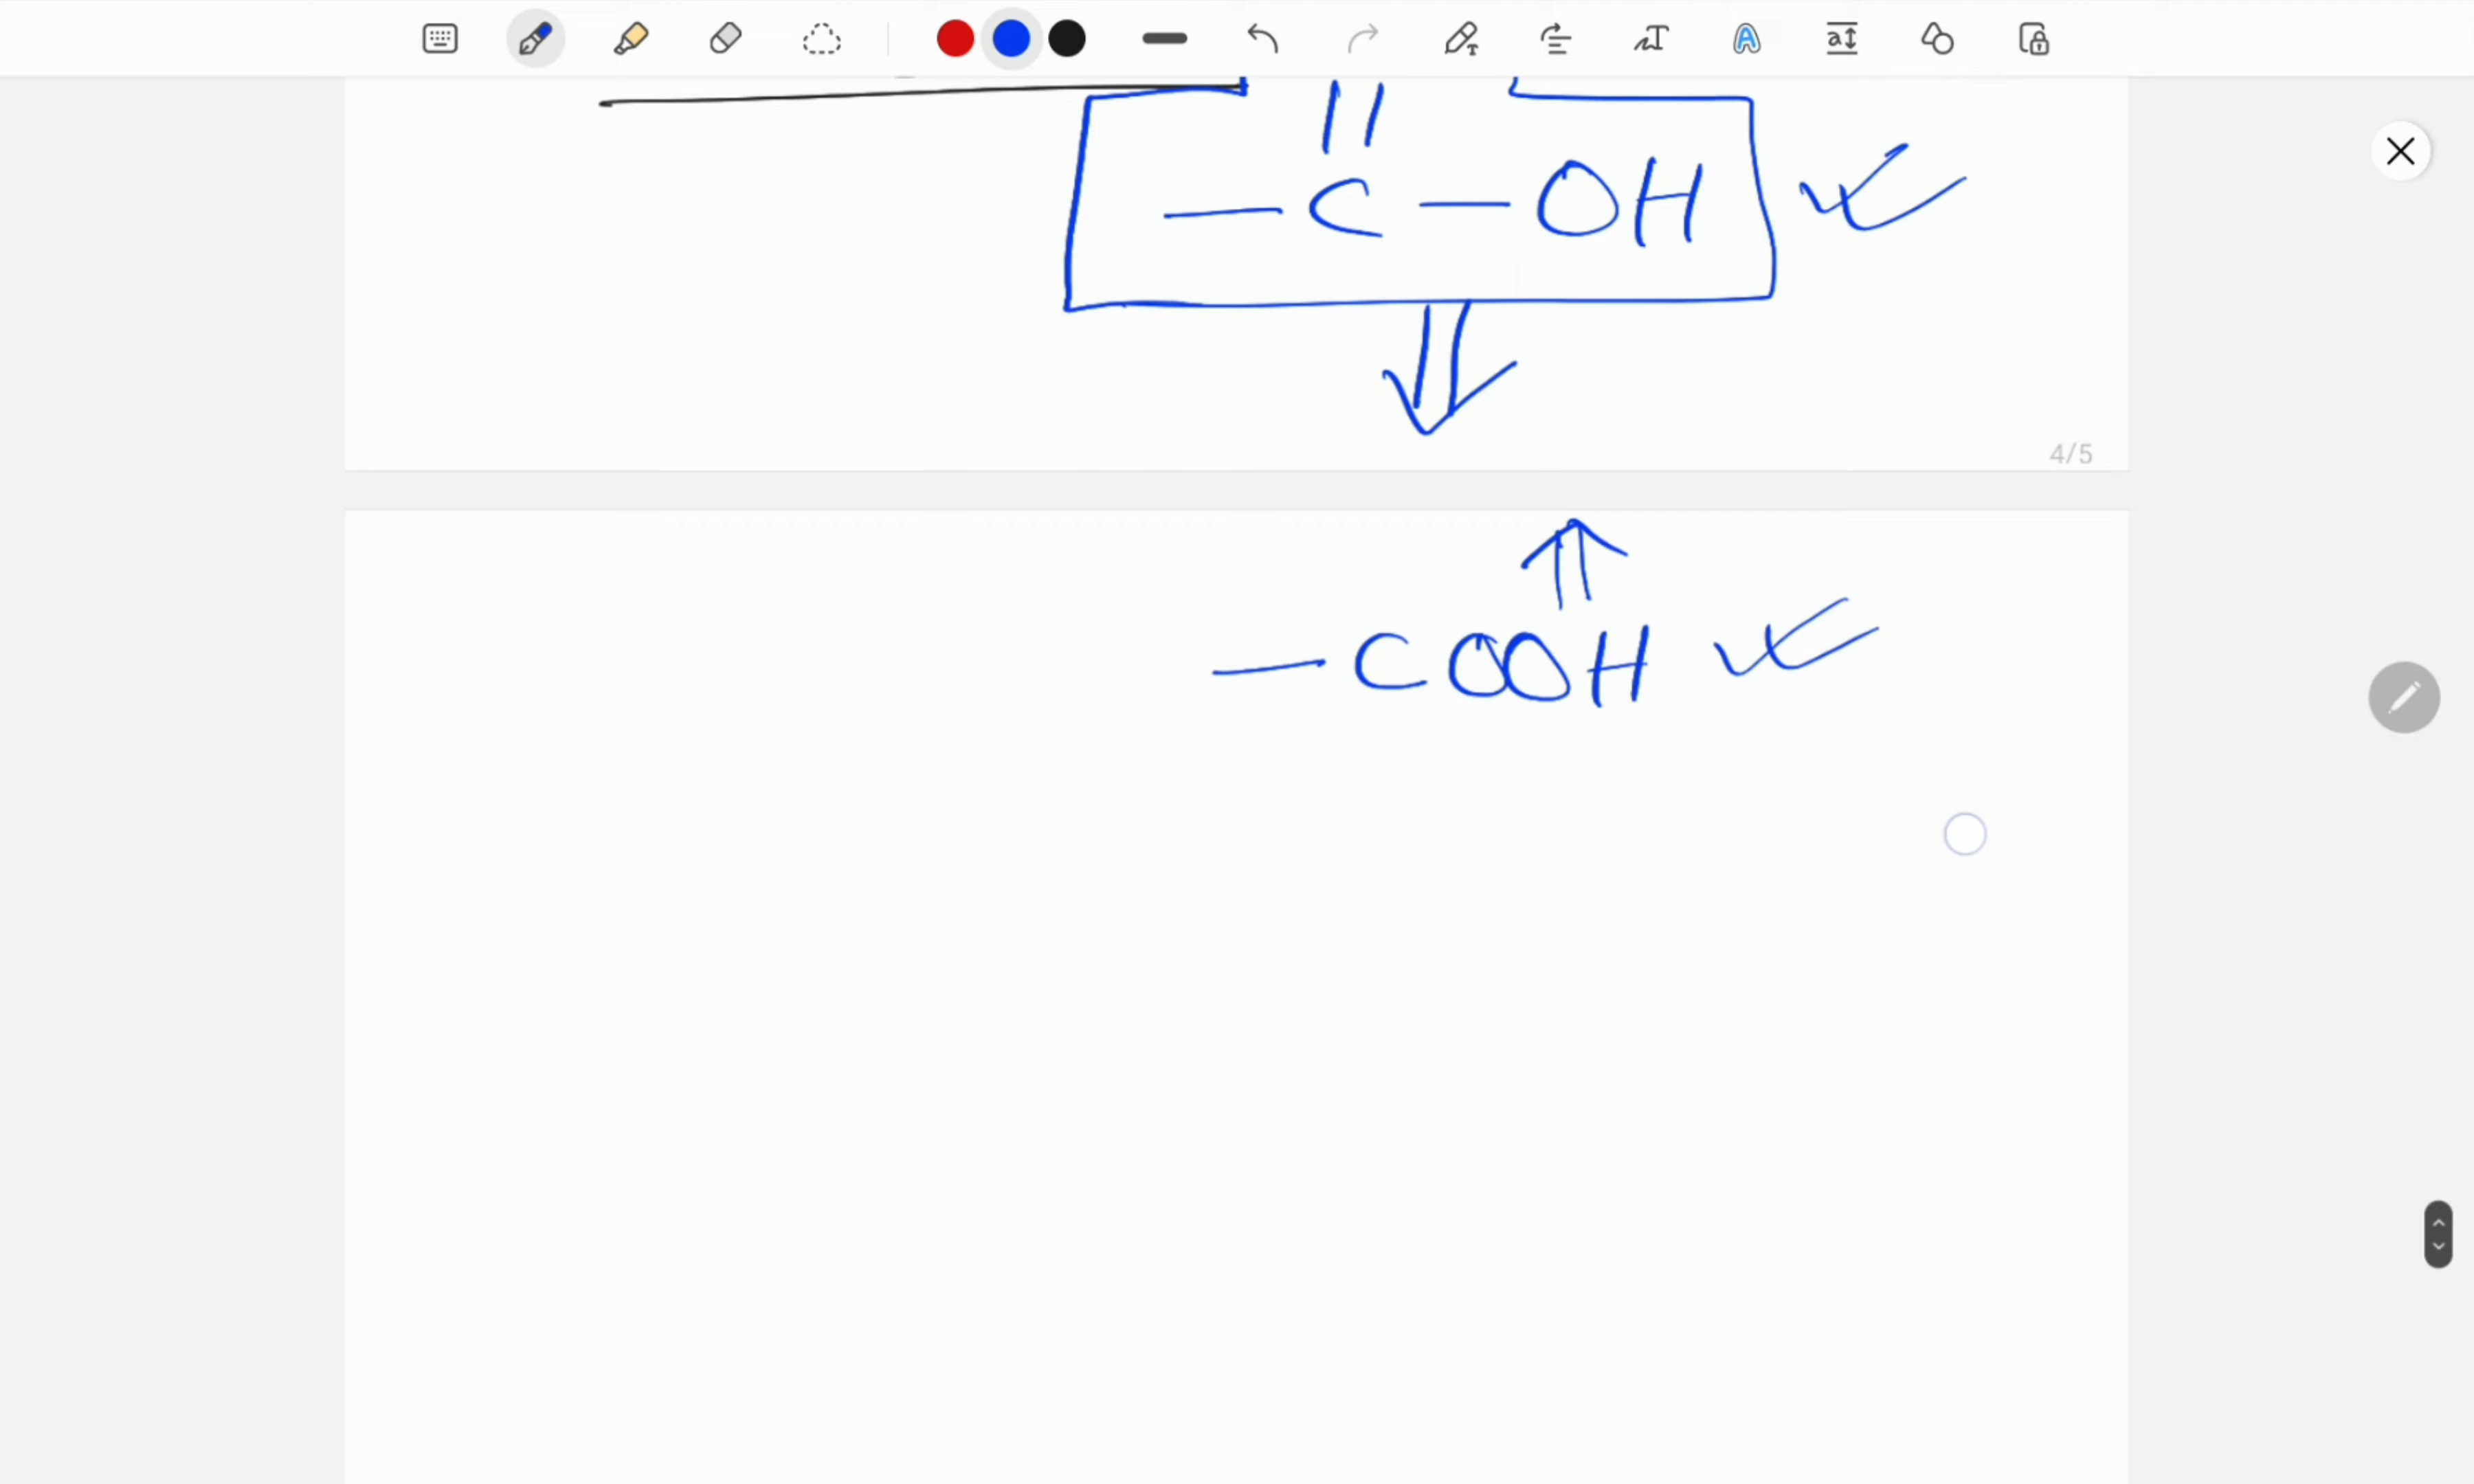 ||
— C — OH
4/5
— COOH